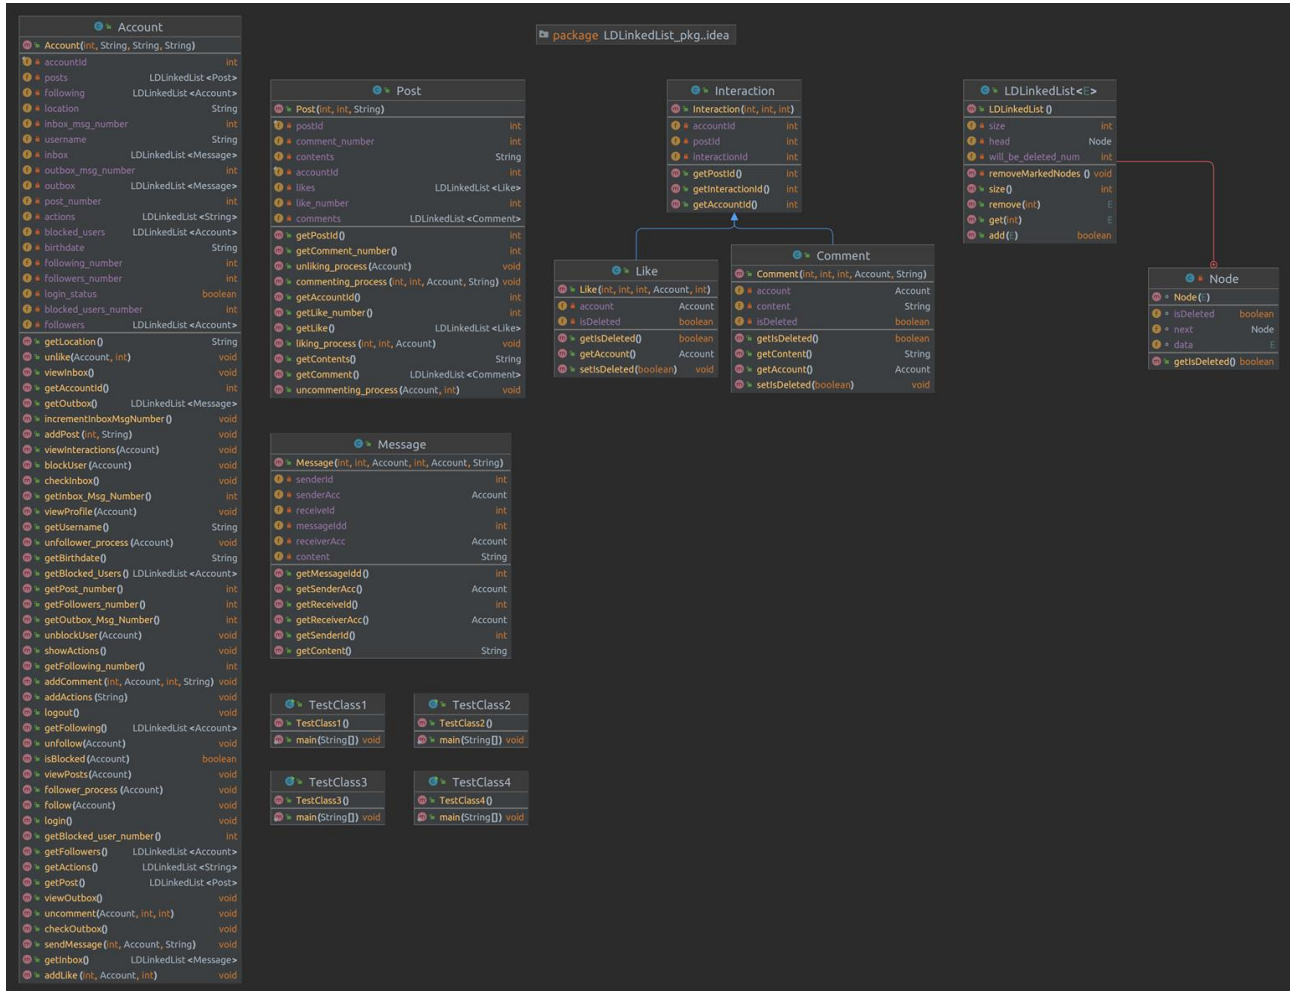 Account
Account(int, String, String, String)
accountId int
posts LDLinkedList<Post>
following LDLinkedList<Account>
location String
inbox_msg_number int
username String
inbox LDLinkedList<Message>
outbox_msg_number int
outbox LDLinkedList<Message>
post_number int
actions LDLinkedList<String>
blocked_users LDLinkedList<Account>
birthdate String
following_number int
followers_number int
login_status boolean
blocked_users_number int
followers LDLinkedList<Account>
getLocation() String
unlike(Account, int) void
viewInbox() void
getAccountId() int
getOutbox() LDLinkedList<Message>
incrementInboxMsgNumber() void
addPost(int, String) void
viewInteractions(Account) void
blockUser(Account) void
checkInbox() void
getInbox_Msg_Number() int
viewProfile(Account) void
getUsername() String
unfollower_process(Account) void
getBirthdate() String
getBlocked_Users() LDLinkedList<Account>
getPost_number() int
getFollowers_number() int
getOutbox_Msg_Number() int
unblockUser(Account) void
showActions() void
getFollowing_number() int
addComment(int, Account, int, String) void
addActions(String) void
logout() void
getFollowing() LDLinkedList<Account>
unfollow(Account) void
isBlocked(Account) boolean
viewPosts(Account) void
follower_process(Account) void
follow(Account) void
login() void
getBlocked_user_number() int
getFollowers() LDLinkedList<Account>
getActions() LDLinkedList<String>
getPost() LDLinkedList<Post>
viewOutbox() void
uncomment(Account, int, int) void
checkOutbox() void
sendMessage(int, Account, String) void
getInbox() LDLinkedList<Message>
addLike(int, Account, int) void
package LDLinkedList_pkg..idea
Post
Post(int, int, String)
postId int
comment_number int
contents String
accountId int
likes LDLinkedList<Like>
like_number int
comments LDLinkedList<Comment>
getPostId() int
getComment_number() int
unliking_process(Account) void
commenting_process(int, int, Account, String) void
getAccountId() int
getLike_number() int
getLike() LDLinkedList<Like>
liking_process(int, int, Account) void
getContents() String
getComment() LDLinkedList<Comment>
uncommenting_process(Account, int) void
Interaction
Interaction(int, int, int)
accountId int
postId int
interactionId int
getPostId() int
getInteractionId() int
getAccountId() int
LDLinkedList<E>
LDLinkedList()
size int
head Node
will_be_deleted_num int
removeMarkedNodes() void
size() int
remove(int) E
get(int) E
add(E) boolean
Like
Like(int, int, int, Account, int)
account Account
isDeleted boolean
getIsDeleted() boolean
getAccount() Account
setIsDeleted(boolean) void
Comment
Comment(int, int, int, Account, String)
account Account
content String
isDeleted boolean
getIsDeleted() boolean
getContent() String
getAccount() Account
setIsDeleted(boolean) void
Node
Node(E)
isDeleted boolean
next Node
data E
getIsDeleted() boolean
Message
Message(int, int, Account, int, Account, String)
senderId int
senderAcc Account
receiveId int
messageIdd int
receiverAcc Account
content String
getMessageIdd() int
getSenderAcc() Account
getReceiveId() int
getReceiverAcc() Account
getSenderId() int
getContent() String
TestClass1
TestClass1()
main(String[]) void
TestClass2
TestClass2()
main(String[]) void
TestClass3
TestClass3()
main(String[]) void
TestClass4
TestClass4()
main(String[]) void